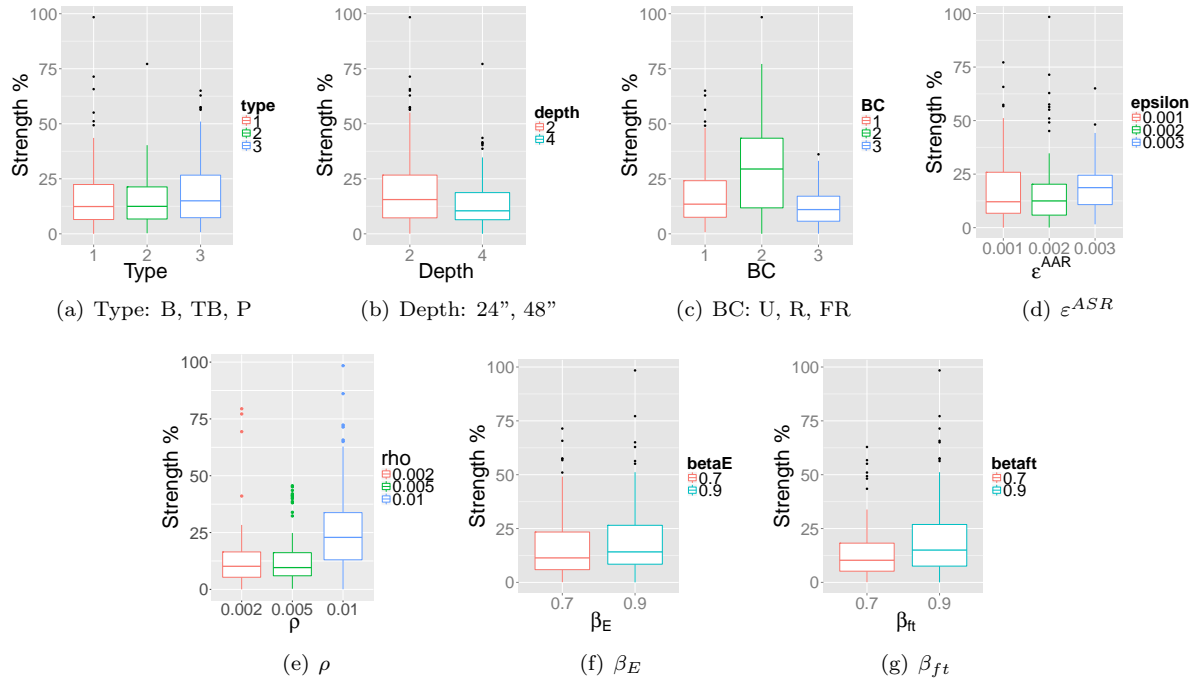 100
75
50
25
0
Strength %
1 2 3
Type
type
1
2
3
(a) Type: B, TB, P
100
75
50
25
0
Strength %
2 4
Depth
depth
2
4
(b) Depth: 24”, 48”
100
75
50
25
0
Strength %
1 2 3
BC
BC
1
2
3
(c) BC: U, R, FR
100
75
50
25
0
Strength %
0.001 0.002 0.003
ε^AAR
epsilon
0.001
0.002
0.003
(d) ε^ASR
100
75
50
25
0
Strength %
0.002 0.005 0.01
ρ
rho
0.002
0.005
0.01
(e) ρ
100
75
50
25
0
Strength %
0.7 0.9
β_E
betaE
0.7
0.9
(f) β_E
100
75
50
25
0
Strength %
0.7 0.9
β_ft
betaft
0.7
0.9
(g) β_ft